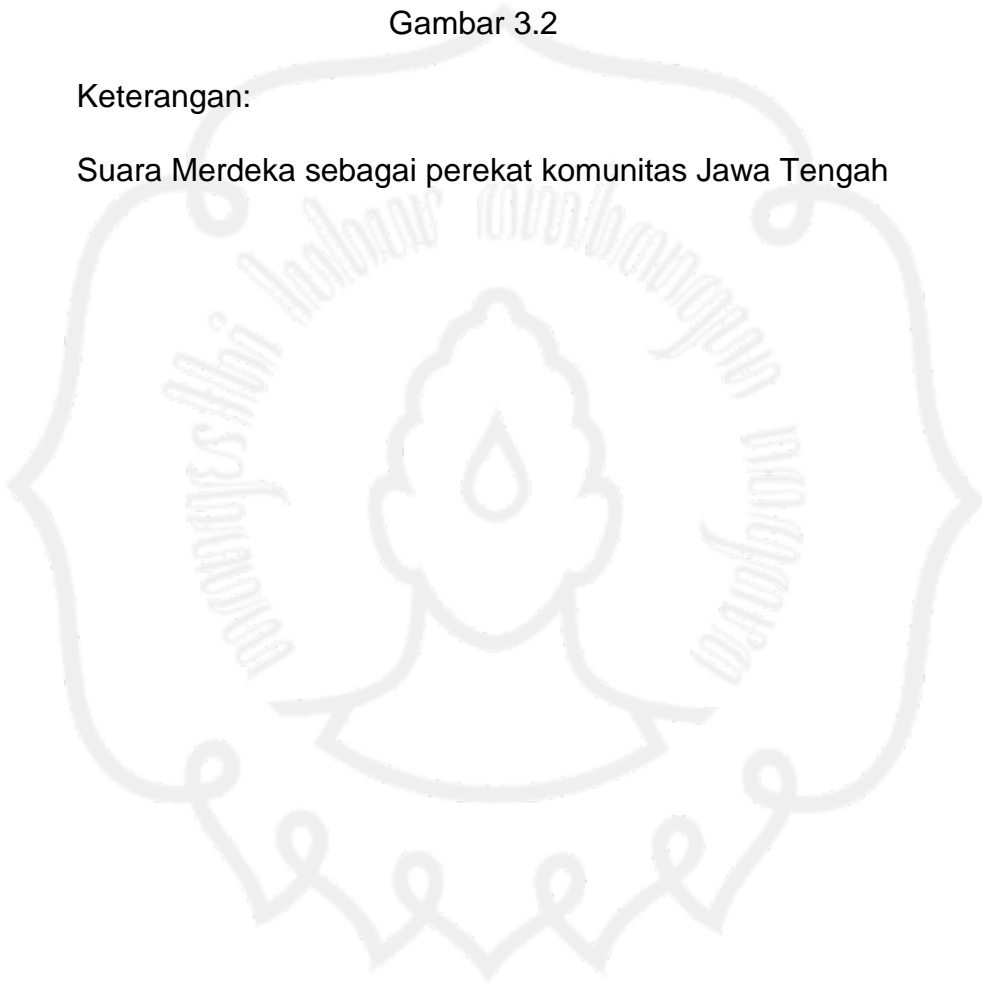 Gambar 3.2
Keterangan:
Suara Merdeka sebagai perekat komunitas Jawa Tengah